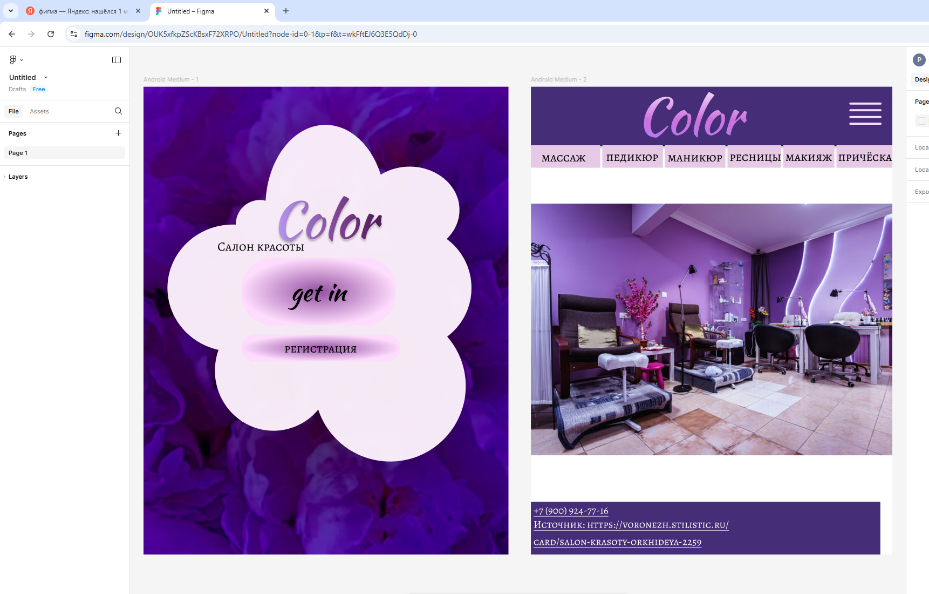 фигма — Яндекс: нашёлся 1 м
Untitled – Figma
figma.com/design/OUK5xfkpZScKBsxF72XRPO/Untitled?node-id=0-1&tp=f&t=wkFftEJ6Q3E5QdDj-0
Untitled
Drafts Free
File Assets
Pages
Page 1
Layers
Android Medium - 1
Color
Салон красоты
get in
РЕГИСТРАЦИЯ
Android Medium - 2
Color
МАССАЖ ПЕДИКЮР МАНИКЮР РЕСНИЦЫ МАКИЯЖ ПРИЧЁСКА
+7 (900) 924-77-16
Источник: https://voronezh.stilistic.ru/
card/salon-krasoty-orkhideya-2259
P
Desig
Page
Loca
Loca
Expo